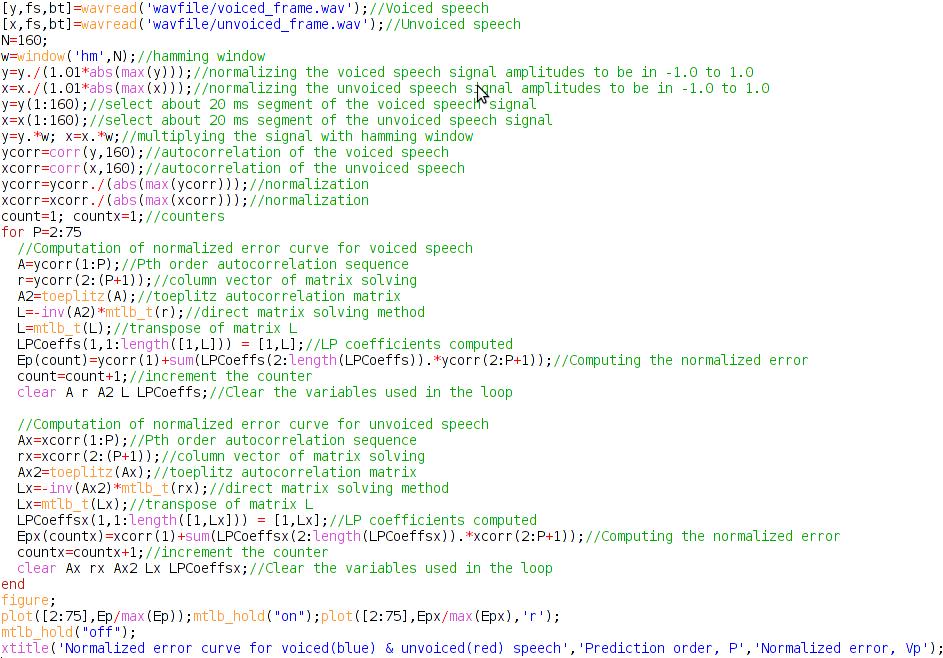 [y,fs,bt]=wavread('wavfile/voiced_frame.wav');//Voiced speech
[x,fs,bt]=wavread('wavfile/unvoiced_frame.wav');//Unvoiced speech
N=160;
w=window('hm',N);//hamming window
y=y./(1.01*abs(max(y)));//normalizing the voiced speech signal amplitudes to be in -1.0 to 1.0
x=x./(1.01*abs(max(x)));//normalizing the unvoiced speech signal amplitudes to be in -1.0 to 1.0
y=y(1:160);//select about 20 ms segment of the voiced speech signal
x=x(1:160);//select about 20 ms segment of the unvoiced speech signal
y=y.*w; x=x.*w;//multiplying the signal with hamming window
ycorr=corr(y,160);//autocorrelation of the voiced speech
xcorr=corr(x,160);//autocorrelation of the unvoiced speech
ycorr=ycorr./(abs(max(ycorr)));//normalization
xcorr=xcorr./(abs(max(xcorr)));//normalization
count=1; countx=1;//counters
for P=2:75
  //Computation of normalized error curve for voiced speech
  A=ycorr(1:P);//Pth order autocorrelation sequence
  r=ycorr(2:(P+1));//column vector of matrix solving
  A2=toeplitz(A);//toeplitz autocorrelation matrix
  L=-inv(A2)*mtlb_t(r);//direct matrix solving method
  L=mtlb_t(L);//transpose of matrix L
  LPCoeffs(1,1:length([1,L])) = [1,L];//LP coefficients computed
  Ep(count)=ycorr(1)+sum(LPCoeffs(2:length(LPCoeffs)).*ycorr(2:P+1));//Computing the normalized error
  count=count+1;//increment the counter
  clear A r A2 L LPCoeffs;//Clear the variables used in the loop

  //Computation of normalized error curve for unvoiced speech
  Ax=xcorr(1:P);//Pth order autocorrelation sequence
  rx=xcorr(2:(P+1));//column vector of matrix solving
  Ax2=toeplitz(Ax);//toeplitz autocorrelation matrix
  Lx=-inv(Ax2)*mtlb_t(rx);//direct matrix solving method
  Lx=mtlb_t(Lx);//transpose of matrix L
  LPCoeffsx(1,1:length([1,Lx])) = [1,Lx];//LP coefficients computed
  Epx(countx)=xcorr(1)+sum(LPCoeffsx(2:length(LPCoeffsx)).*xcorr(2:P+1));//Computing the normalized error
  countx=countx+1;//increment the counter
  clear Ax rx Ax2 Lx LPCoeffsx;//Clear the variables used in the loop
end
figure;
plot([2:75],Ep/max(Ep));mtlb_hold("on");plot([2:75],Epx/max(Epx),'r');
mtlb_hold("off");
xtitle('Normalized error curve for voiced(blue) & unvoiced(red) speech','Prediction order, P','Normalized error, Vp');